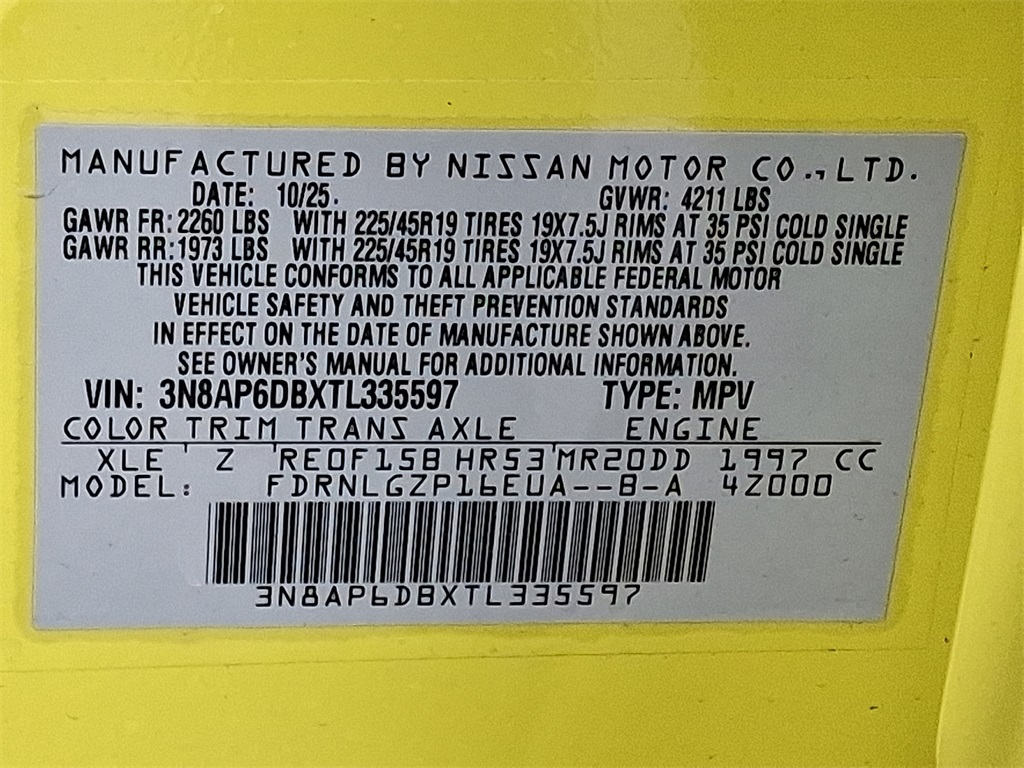 MANUFACTURED BY NISSAN MOTOR CO., LTD.
DATE: 10/25. GVWR: 4211 LBS
GAWR FR: 2260 LBS WITH 225/45R19 TIRES 19X7.5J RIMS AT 35 PSI COLD SINGLE
GAWR RR: 1973 LBS WITH 225/45R19 TIRES 19X7.5J RIMS AT 35 PSI COLD SINGLE
THIS VEHICLE CONFORMS TO ALL APPLICABLE FEDERAL MOTOR
VEHICLE SAFETY AND THEFT PREVENTION STANDARDS
IN EFFECT ON THE DATE OF MANUFACTURE SHOWN ABOVE.
SEE OWNER'S MANUAL FOR ADDITIONAL INFORMATION.
VIN: 3N8AP6DBXTL335597 TYPE: MPV
COLOR TRIM TRANS AXLE ENGINE
XLE Z RE0F15B HR53 MR20DD 1997 CC
MODEL: FDRNLGZP16EUA--B-A 4Z000
3N8AP6DBXTL335597